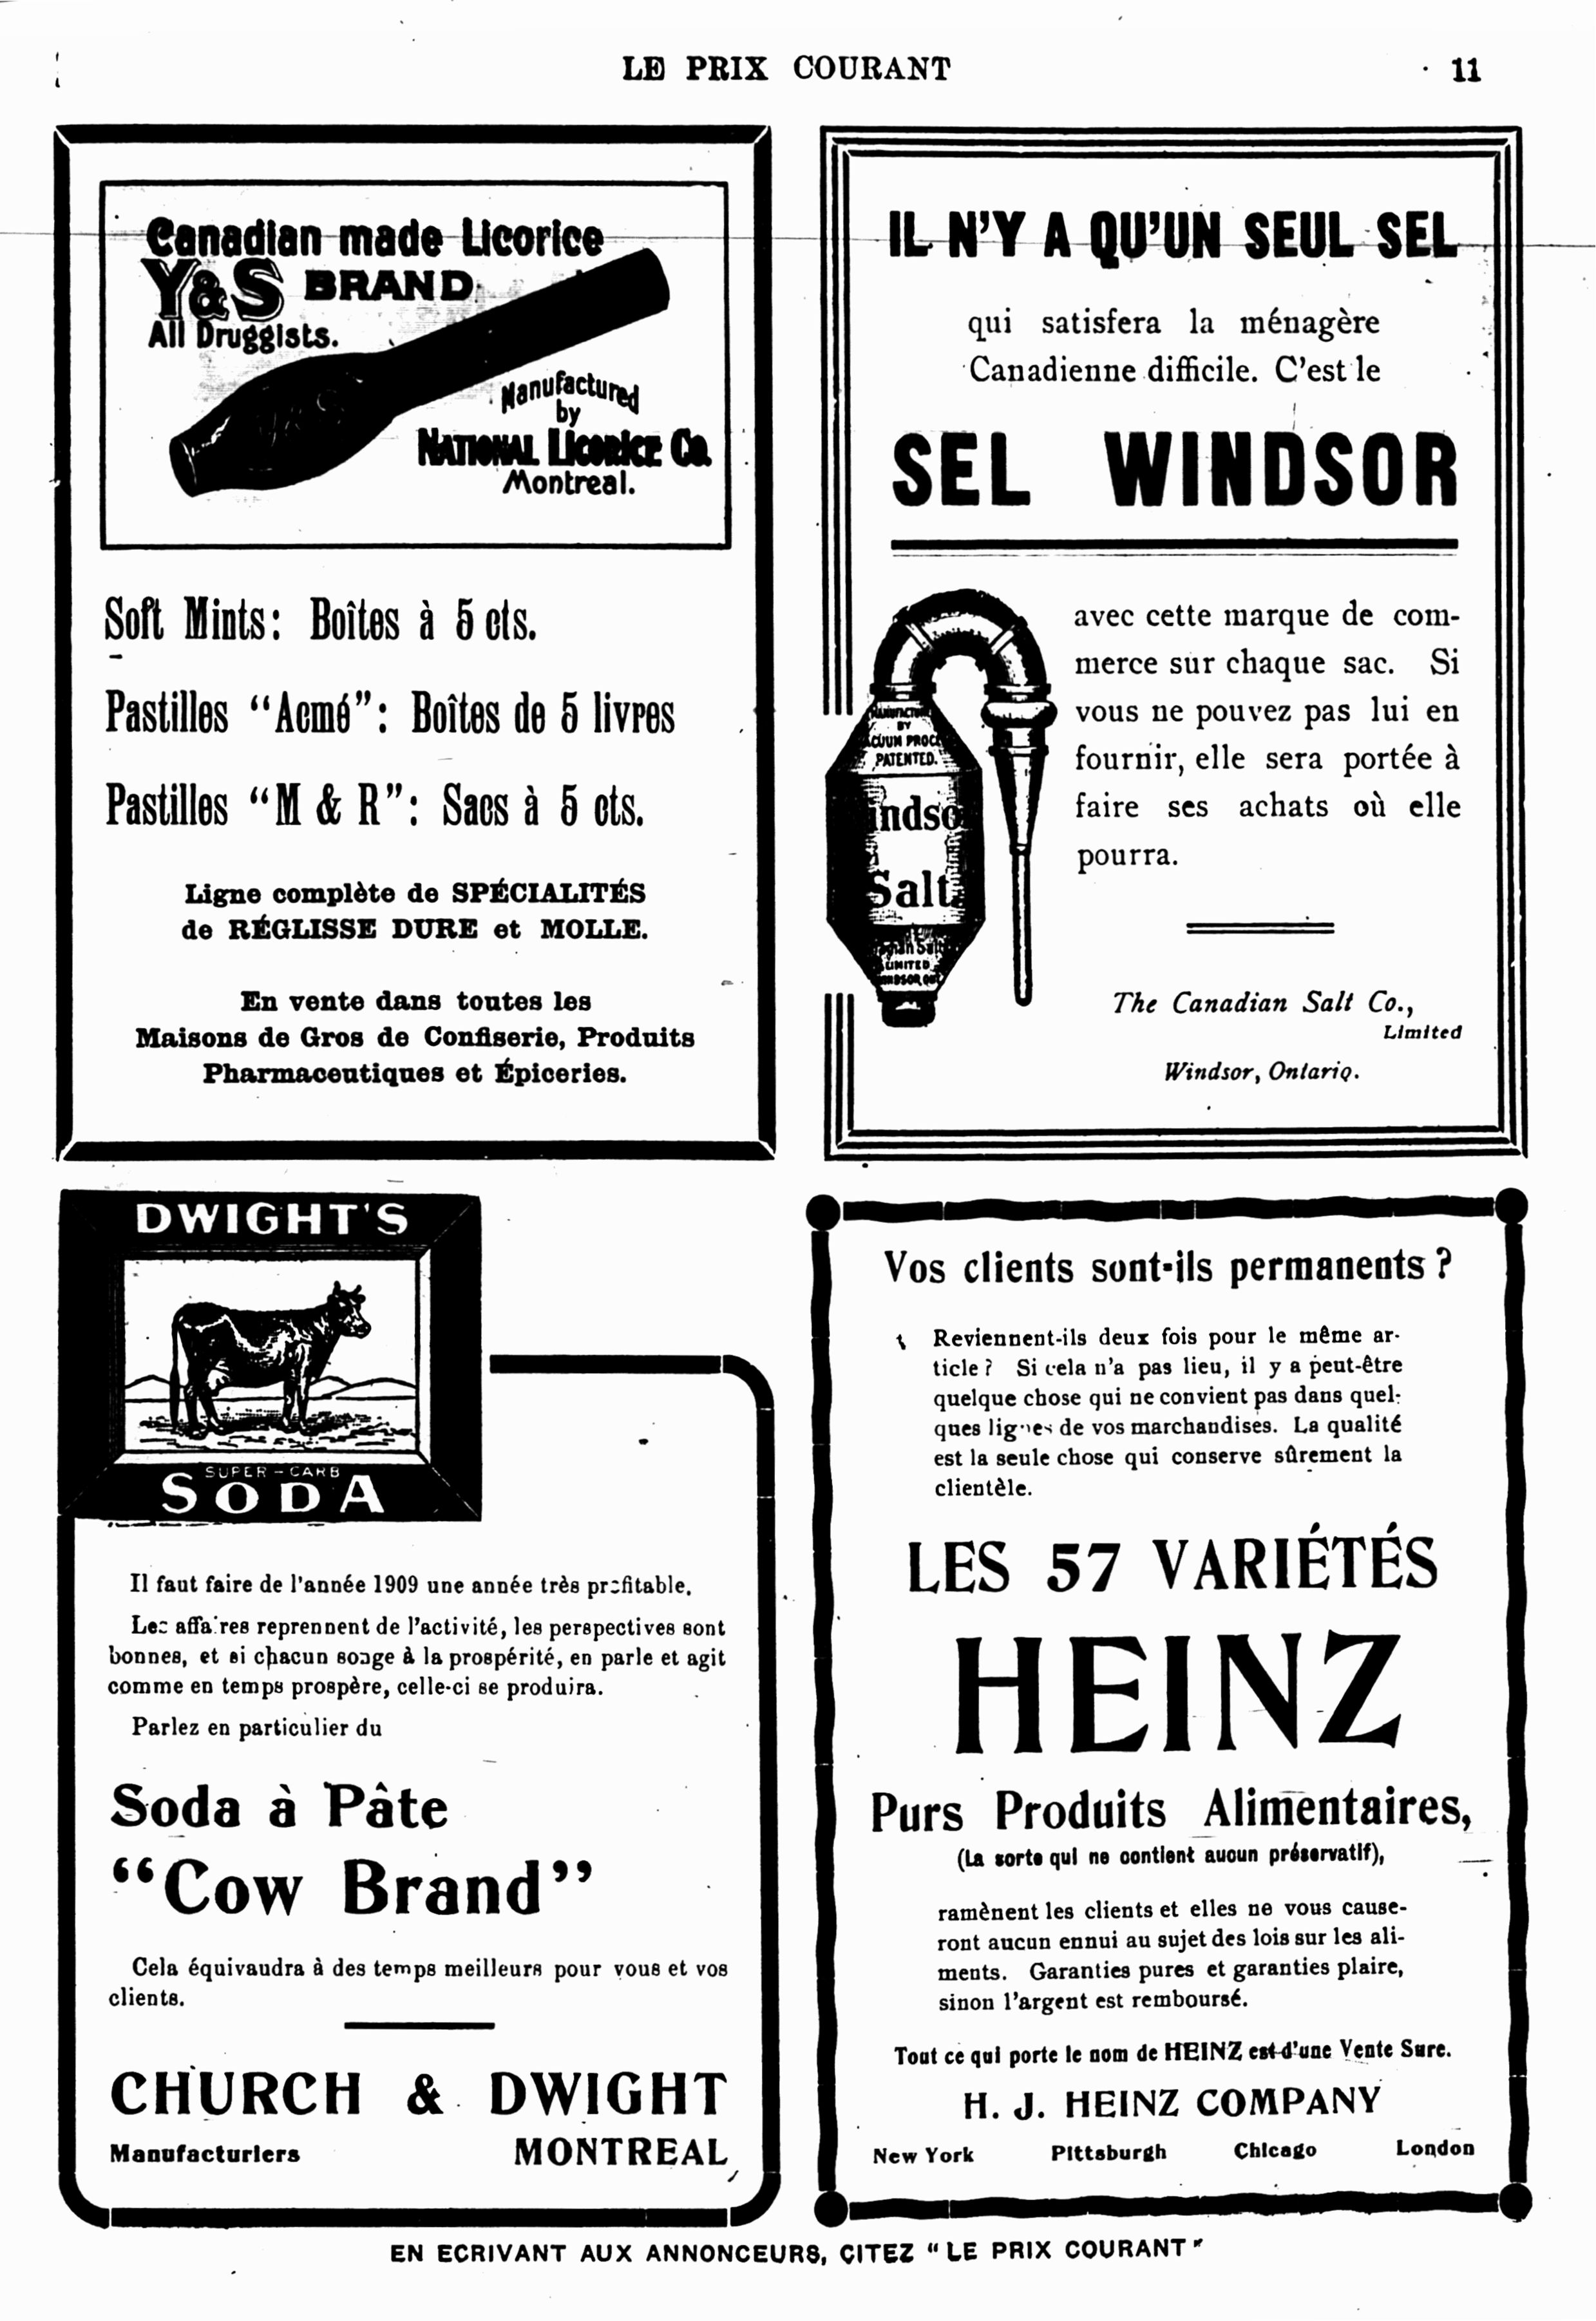 LE PRIX COURANT
11
Canadian made Licorice
Y&S BRAND
All Druggists.
Manufactured
by
NATIONAL LICORICE CO.
Montreal.
Soft Mints: Boîtes à 5 cts.
Pastilles “Acmé”: Boîtes de 5 livres
Pastilles “M & R”: Sacs à 5 cts.
Ligne complète de SPÉCIALITÉS
de RÉGLISSE DURE et MOLLE.
En vente dans toutes les
Maisons de Gros de Confiserie, Produits
Pharmaceutiques et Épiceries.
IL N'Y A QU'UN SEUL SEL
qui satisfera la ménagère
Canadienne difficile. C'est le
SEL WINDSOR
avec cette marque de com-
merce sur chaque sac. Si
vous ne pouvez pas lui en
fournir, elle sera portée à
faire ses achats où elle
pourra.
BY
PATENTED.
Salt
LIMITED
The Canadian Salt Co.,
Limited
Windsor, Ontario.
DWIGHT'S
SUPER-CARB
SODA
Il faut faire de l'année 1909 une année très profitable.
Les affaires reprennent de l'activité, les perspectives sont
bonnes, et si chacun songe à la prospérité, en parle et agit
comme en temps prospère, celle-ci se produira.
Parlez en particulier du
Soda à Pâte
“Cow Brand”
Cela équivaudra à des temps meilleurs pour vous et vos
clients.
CHURCH & DWIGHT
Manufacturiers MONTREAL
Vos clients sont-ils permanents ?
Reviennent-ils deux fois pour le même ar-
ticle ? Si cela n'a pas lieu, il y a peut-être
quelque chose qui ne convient pas dans quel-
ques lignes de vos marchandises. La qualité
est la seule chose qui conserve sûrement la
clientèle.
LES 57 VARIÉTÉS
HEINZ
Purs Produits Alimentaires,
(La sorte qui ne contient aucun préservatif),
ramènent les clients et elles ne vous cause-
ront aucun ennui au sujet des lois sur les ali-
ments. Garanties pures et garanties plaire,
sinon l'argent est remboursé.
Tout ce qui porte le nom de HEINZ est d'une Vente Sure.
H. J. HEINZ COMPANY
New York Pittsburgh Chicago London
EN ECRIVANT AUX ANNONCEURS, CITEZ “LE PRIX COURANT”